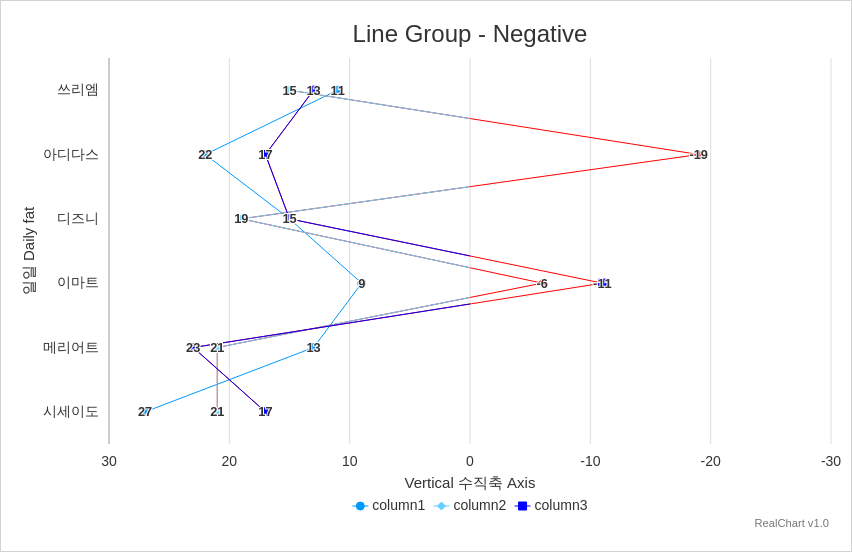 Line Group - Negative
쓰리엠
15 13 11
아디다스
22 17 -19
디즈니
19 15
일일 Daily fat
이마트
9 -6 -11
메리어트
23 21 13
시세이도
27 21 17
30 20 10 0 -10 -20 -30
Vertical 수직축 Axis
column1 column2 column3
RealChart v1.0